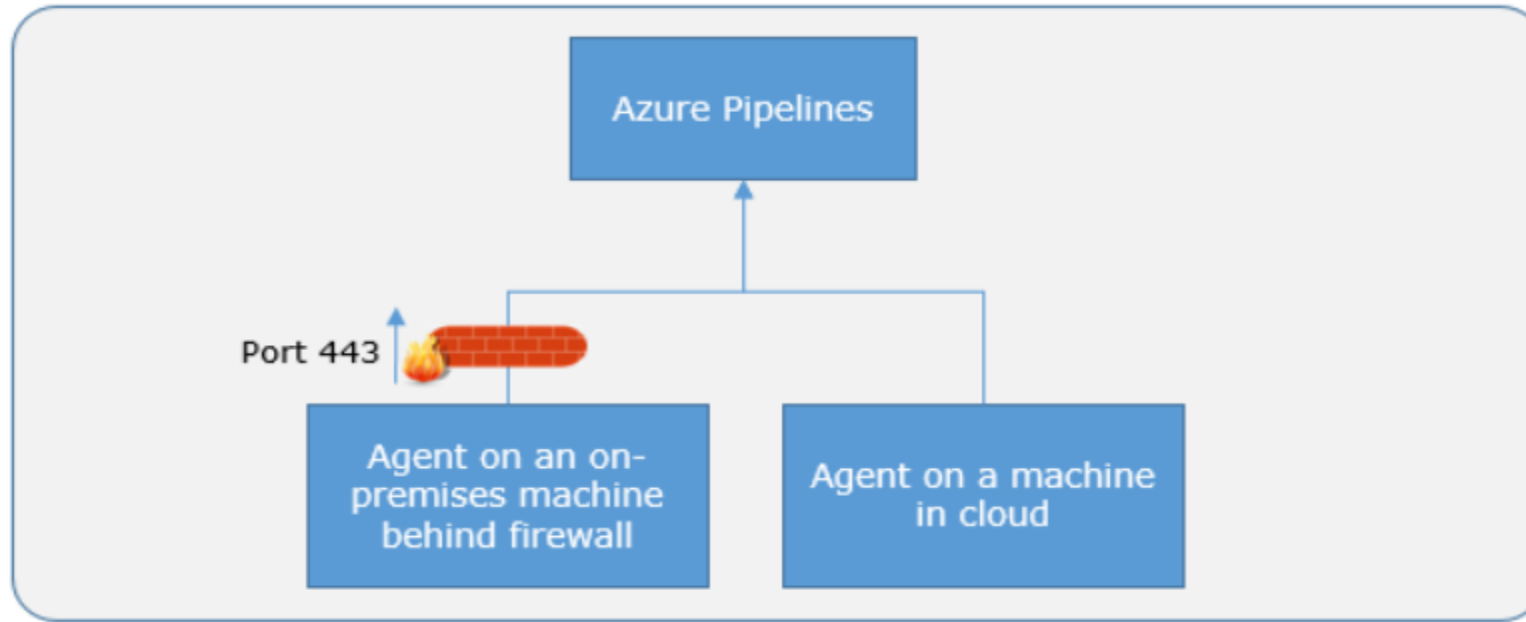 Azure Pipelines
Port 443
Agent on an on-
premises machine
behind firewall
Agent on a machine
in cloud